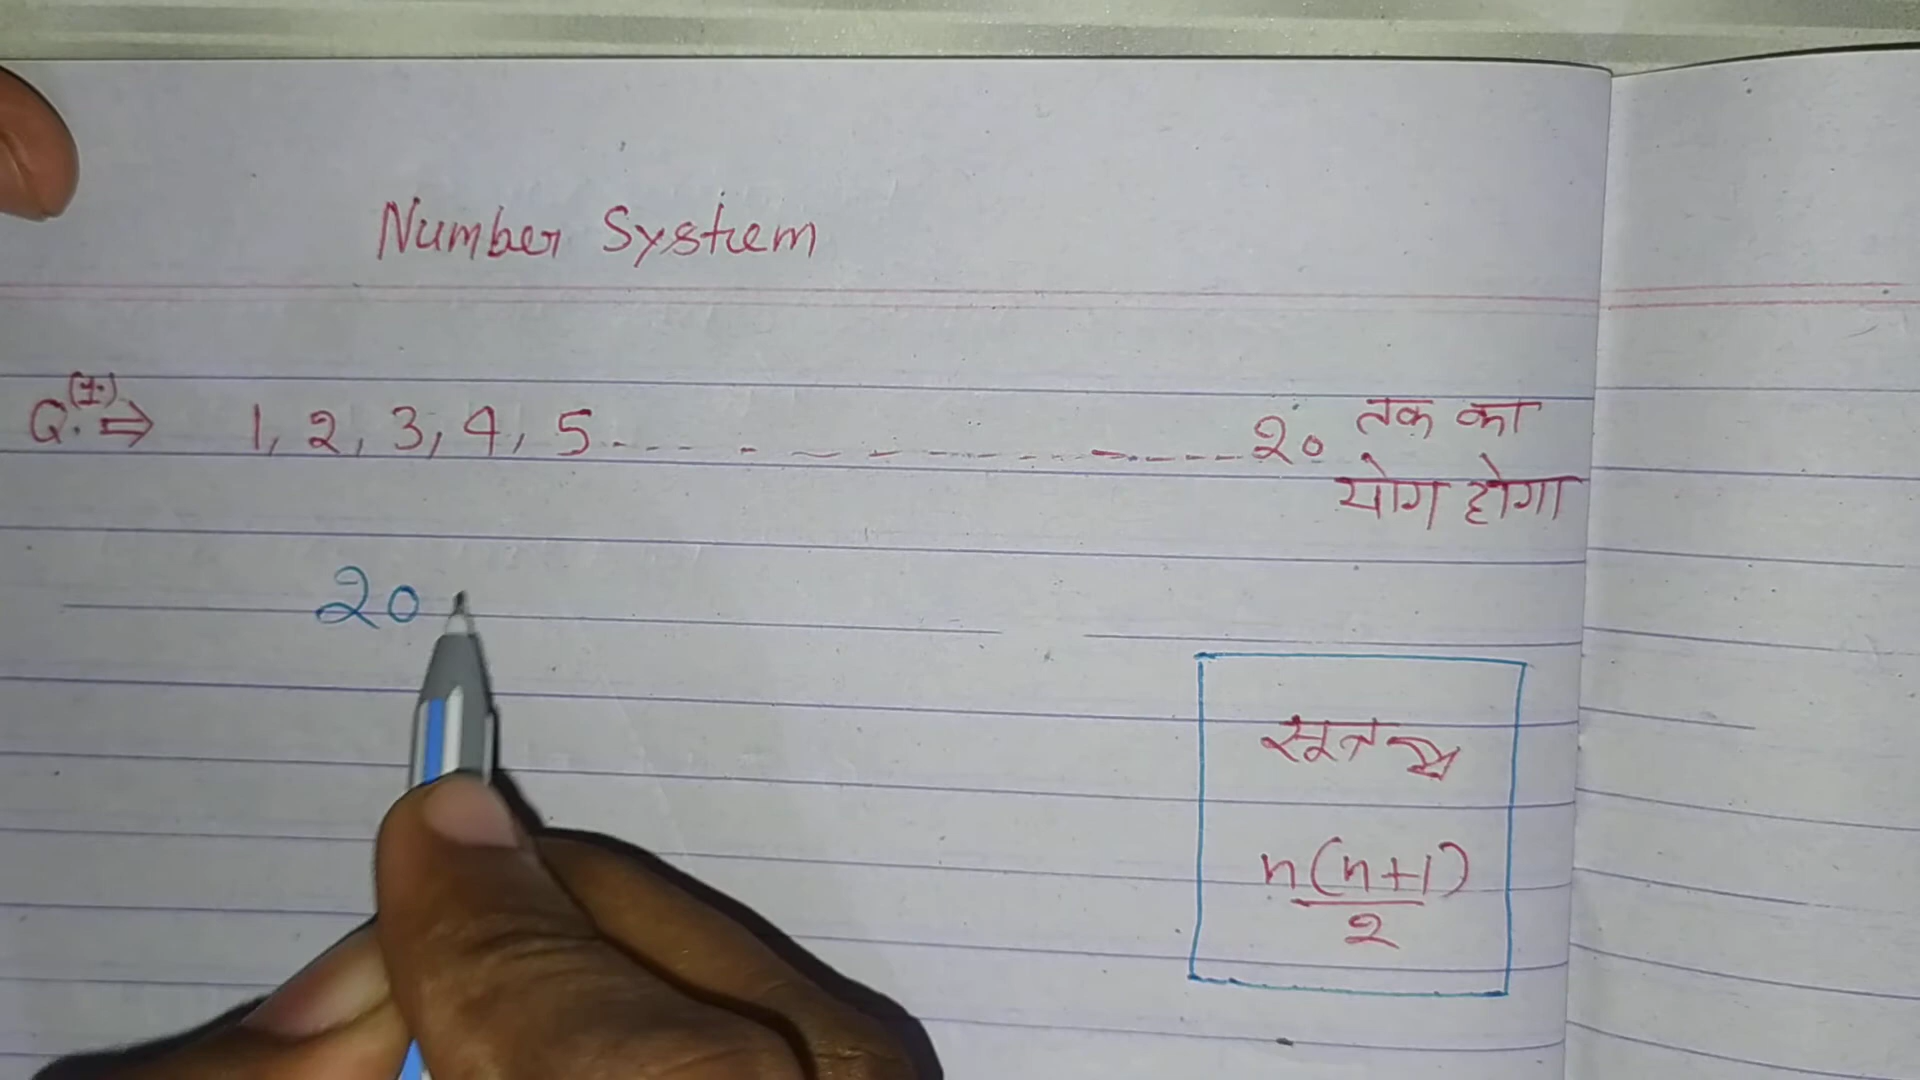 Number System
Q.(1.) ⇒ 1, 2, 3, 4, 5 - - - - - - - - - - - 20 तक का
योग होगा
20
सूत्र
n(n+1)
2